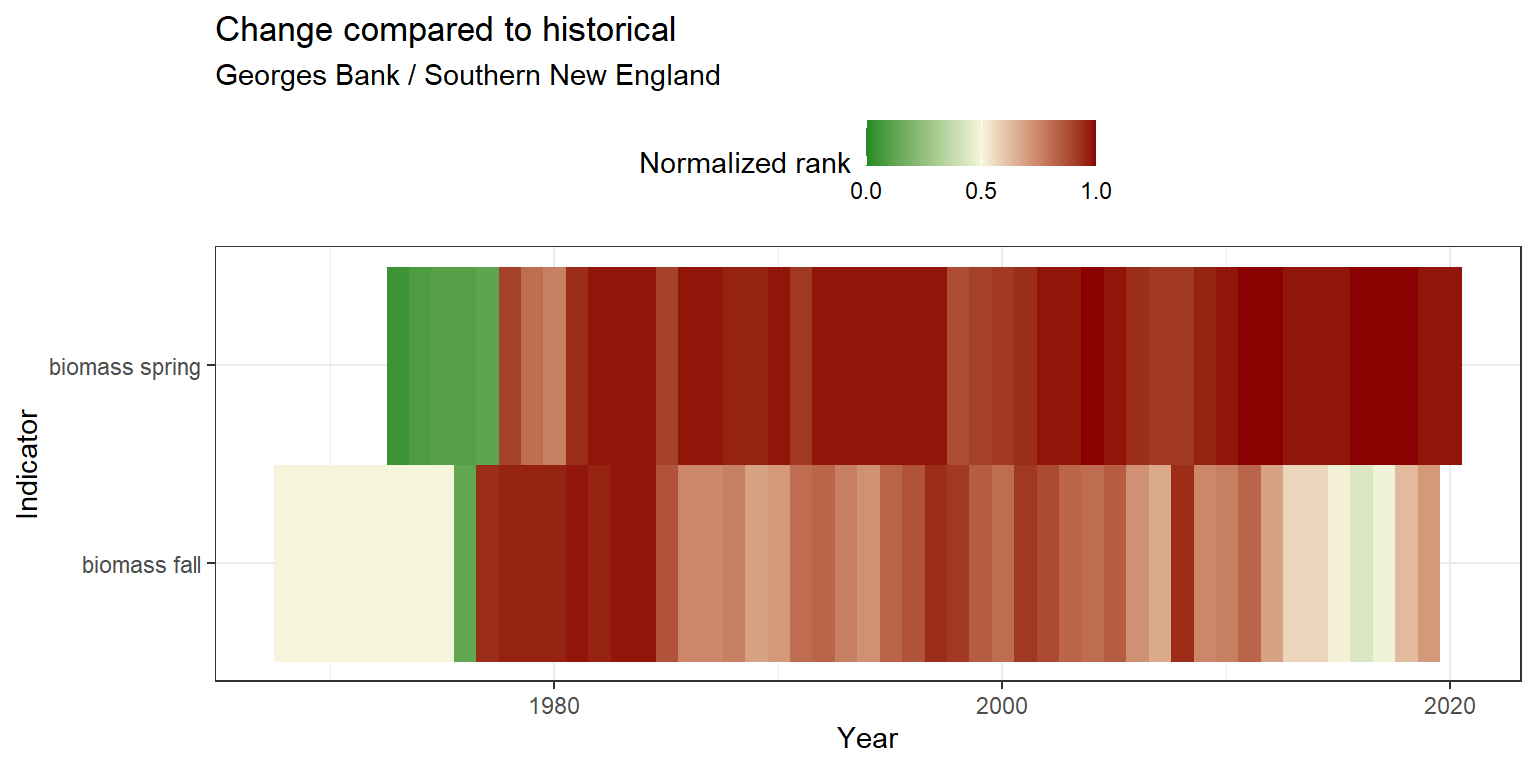 Change compared to historical
Georges Bank / Southern New England
Normalized rank
0.0 0.5 1.0
biomass spring
biomass fall
Indicator
1980 2000 2020
Year